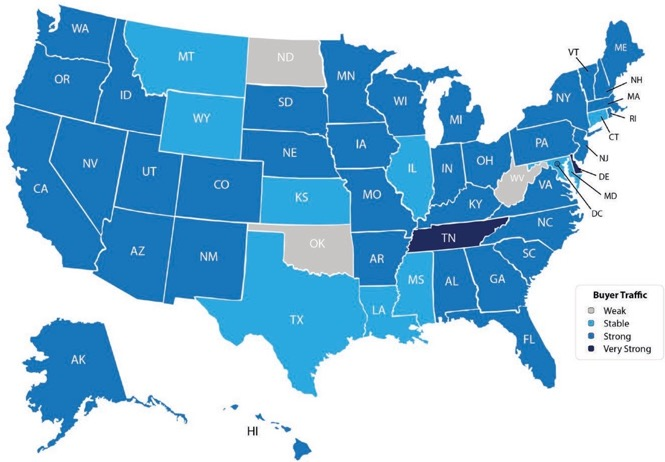 WA
MT
ND
MN
VT
ME
OR
ID
WY
SD
WI
MI
NY
NH
MA
RI
CT
NV
UT
CO
NE
IA
IL
IN
OH
PA
NJ
DE
MD
DC
CA
KS
MO
KY
WV
VA
AZ
NM
OK
AR
TN
NC
SC
TX
LA
MS
AL
GA
FL
AK
HI
Buyer Traffic
Weak
Stable
Strong
Very Strong